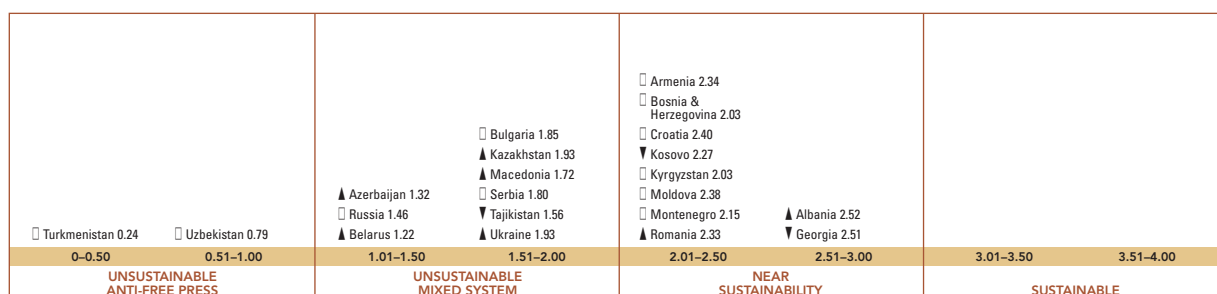 ▯ Armenia 2.34
▯ Bosnia &
Herzegovina 2.03
▯ Bulgaria 1.85
▯ Croatia 2.40
▲ Kazakhstan 1.93
▼ Kosovo 2.27
▲ Macedonia 1.72
▯ Kyrgyzstan 2.03
▲ Azerbaijan 1.32
▯ Serbia 1.80
▯ Moldova 2.38
▯ Russia 1.46
▼ Tajikistan 1.56
▯ Montenegro 2.15
▲ Albania 2.52
▯ Turkmenistan 0.24
▯ Uzbekistan 0.79
▲ Belarus 1.22
▲ Ukraine 1.93
▲ Romania 2.33
▼ Georgia 2.51
0–0.50
0.51–1.00
1.01–1.50
1.51–2.00
2.01–2.50
2.51–3.00
3.01–3.50
3.51–4.00
UNSUSTAINABLE
ANTI-FREE PRESS
UNSUSTAINABLE
MIXED SYSTEM
NEAR
SUSTAINABILITY
SUSTAINABLE